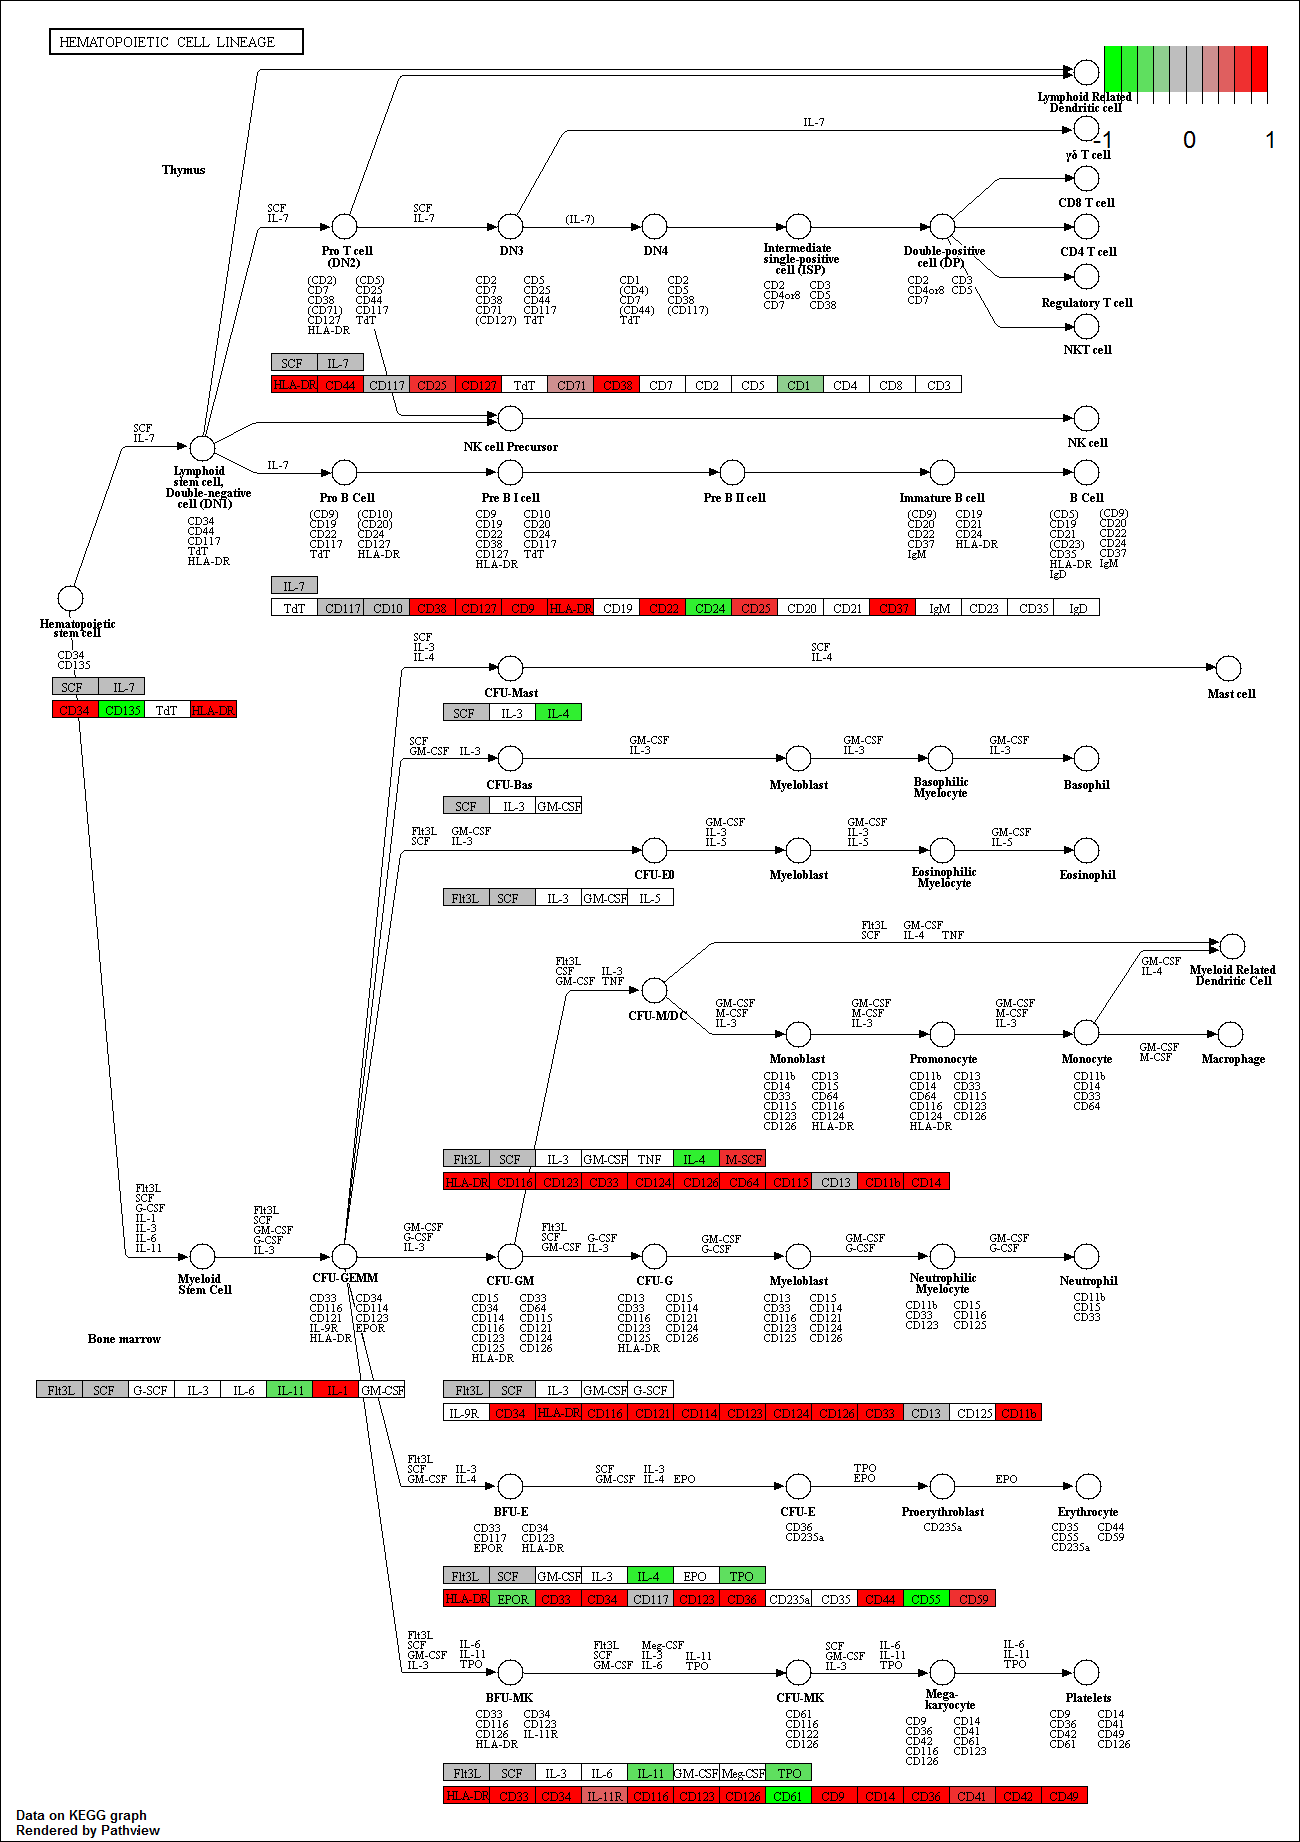 HEMATOPOIETIC CELL LINEAGE
-1 0 1
Lymphoid Related
Dendritic cell
IL-7
γδ T cell
Thymus
CD8 T cell
SCF
IL-7
SCF
IL-7
(IL-7)
Pro T cell
(DN2)
DN3
DN4
Intermediate
single-positive
cell (ISP)
Double-positive
cell (DP)
CD4 T cell
Regulatory T cell
NKT cell
(CD2) (CD5)
CD7 CD25
CD38 CD44
(CD71) CD117
CD127 TdT
HLA-DR
CD2 CD5
CD7 CD25
CD38 CD44
CD71 CD117
(CD127) TdT
CD1 CD2
(CD4) CD5
CD7 CD38
(CD44) (CD117)
TdT
CD2 CD3
CD4or8 CD5
CD7 CD38
CD2 CD3
CD4or8 CD5
CD7
SCF IL-7
HLA-DR CD44 CD117 CD25 CD127 TdT CD71 CD38 CD7 CD2 CD5 CD1 CD4 CD8 CD3
NK cell Precursor
NK cell
SCF
IL-7
Lymphoid
stem cell,
Double-negative
cell (DN1)
IL-7
Pro B Cell
Pre B I cell
Pre B II cell
Immature B cell
B Cell
CD34
CD44
CD117
TdT
HLA-DR
(CD9) (CD10)
CD19 (CD20)
CD22 CD24
CD117 CD127
TdT HLA-DR
CD9 CD10
CD19 CD20
CD22 CD24
CD38 CD117
CD127 TdT
HLA-DR
(CD9) CD19
CD20 CD21
CD22 CD24
CD37 HLA-DR
IgM
(CD5) (CD9)
CD19 CD20
CD21 CD22
(CD23) CD24
CD35 CD37
HLA-DR IgM
IgD
IL-7
TdT CD117 CD10 CD38 CD127 CD9 HLA-DR CD19 CD22 CD24 CD25 CD20 CD21 CD37 IgM CD23 CD35 IgD
Hematopoietic
stem cell
CD34
CD135
SCF IL-7
CD34 CD135 TdT HLA-DR
SCF
IL-3
IL-4
SCF
IL-4
CFU-Mast
Mast cell
SCF IL-3 IL-4
SCF
GM-CSF IL-3
GM-CSF
IL-3
GM-CSF
IL-3
GM-CSF
IL-3
CFU-Bas
Myeloblast
Basophilic
Myelocyte
Basophil
SCF IL-3 GM-CSF
Flt3L GM-CSF
SCF IL-3
GM-CSF
IL-3
IL-5
GM-CSF
IL-3
IL-5
GM-CSF
IL-5
CFU-E0
Myeloblast
Eosinophilic
Myelocyte
Eosinophil
Flt3L SCF IL-3 GM-CSF IL-5
Flt3L GM-CSF
SCF IL-4 TNF
Flt3L
CSF IL-3
GM-CSF TNF
GM-CSF
IL-4
Myeloid Related
Dendritic Cell
CFU-M/DC
GM-CSF
M-CSF
IL-3
GM-CSF
M-CSF
IL-3
GM-CSF
M-CSF
IL-3
GM-CSF
M-CSF
Monoblast
Promonocyte
Monocyte
Macrophage
CD11b CD13
CD14 CD15
CD33 CD64
CD115 CD116
CD123 CD124
CD126 HLA-DR
CD11b CD13
CD14 CD33
CD64 CD115
CD116 CD123
CD124 CD126
HLA-DR
CD11b
CD14
CD33
CD64
Flt3L SCF IL-3 GM-CSF TNF IL-4 M-SCF
HLA-DR CD116 CD123 CD33 CD124 CD126 CD64 CD115 CD13 CD11b CD14
Flt3L
SCF
G-CSF
IL-1
IL-3
IL-6
IL-11
Flt3L
SCF
GM-CSF
G-CSF
IL-3
GM-CSF
G-CSF
IL-3
Flt3L
SCF G-CSF
GM-CSF IL-3
GM-CSF
G-CSF
GM-CSF
G-CSF
GM-CSF
G-CSF
Myeloid
Stem Cell
CFU-GEMM
CFU-GM
CFU-G
Myeloblast
Neutrophilic
Myelocyte
Neutrophil
CD33 CD34
CD116 CD114
CD121 CD123
IL-9R EPOR
HLA-DR
CD15 CD33
CD34 CD64
CD114 CD115
CD116 CD121
CD123 CD124
CD125 CD126
HLA-DR
CD13 CD15
CD33 CD114
CD116 CD121
CD123 CD124
CD125 CD126
HLA-DR
CD13 CD15
CD33 CD114
CD116 CD121
CD123 CD124
CD125 CD126
CD11b CD15
CD33 CD116
CD123 CD125
CD11b
CD15
CD33
Bone marrow
Flt3L SCF G-SCF IL-3 IL-6 IL-11 IL-1 GM-CSF
Flt3L SCF IL-3 GM-CSF G-SCF
IL-9R CD34 HLA-DR CD116 CD121 CD114 CD123 CD124 CD126 CD33 CD13 CD125 CD11b
Flt3L
SCF IL-3
GM-CSF IL-4
SCF IL-3
GM-CSF IL-4 EPO
TPO
EPO
EPO
BFU-E
CFU-E
Proerythroblast
Erythrocyte
CD33 CD34
CD117 CD123
EPOR HLA-DR
CD36
CD235a
CD235a
CD35 CD44
CD55 CD59
CD235a
Flt3L SCF GM-CSF IL-3 IL-4 EPO TPO
HLA-DR EPOR CD33 CD34 CD117 CD123 CD36 CD235a CD35 CD44 CD55 CD59
Flt3L
SCF IL-6
GM-CSF IL-11
IL-3 TPO
Flt3L Meg-CSF
SCF IL-3 IL-11
GM-CSF IL-6 TPO
SCF IL-6
GM-CSF IL-11
IL-3 TPO
IL-6
IL-11
TPO
BFU-MK
CFU-MK
Mega-
karyocyte
Platelets
CD33 CD34
CD116 CD123
CD126 IL-11R
HLA-DR
CD61
CD116
CD122
CD126
CD9 CD14
CD36 CD41
CD42 CD61
CD116 CD123
CD126
CD9 CD14
CD36 CD41
CD42 CD49
CD61 CD126
Flt3L SCF IL-3 IL-6 IL-11 GM-CSF Meg-CSF TPO
HLA-DR CD33 CD34 IL-11R CD116 CD123 CD126 CD61 CD9 CD14 CD36 CD41 CD42 CD49
Data on KEGG graph
Rendered by Pathview